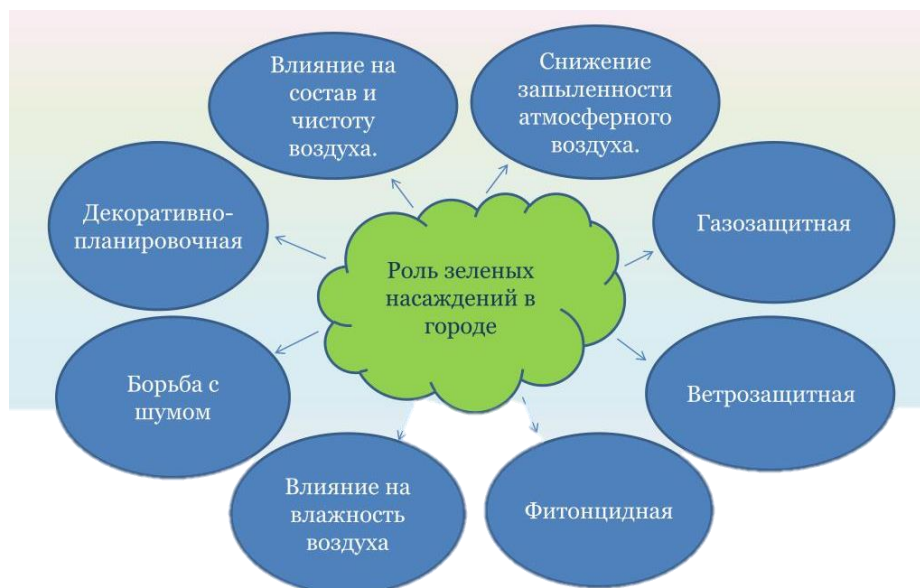 Влияние на
состав и
чистоту
воздуха.
Снижение
запыленности
атмосферного
воздуха.
Декоративно-
планировочная
Газозащитная
Роль зеленых
насаждений в
городе
Борьба с
шумом
Ветрозащитная
Влияние на
влажность
воздуха
Фитонцидная